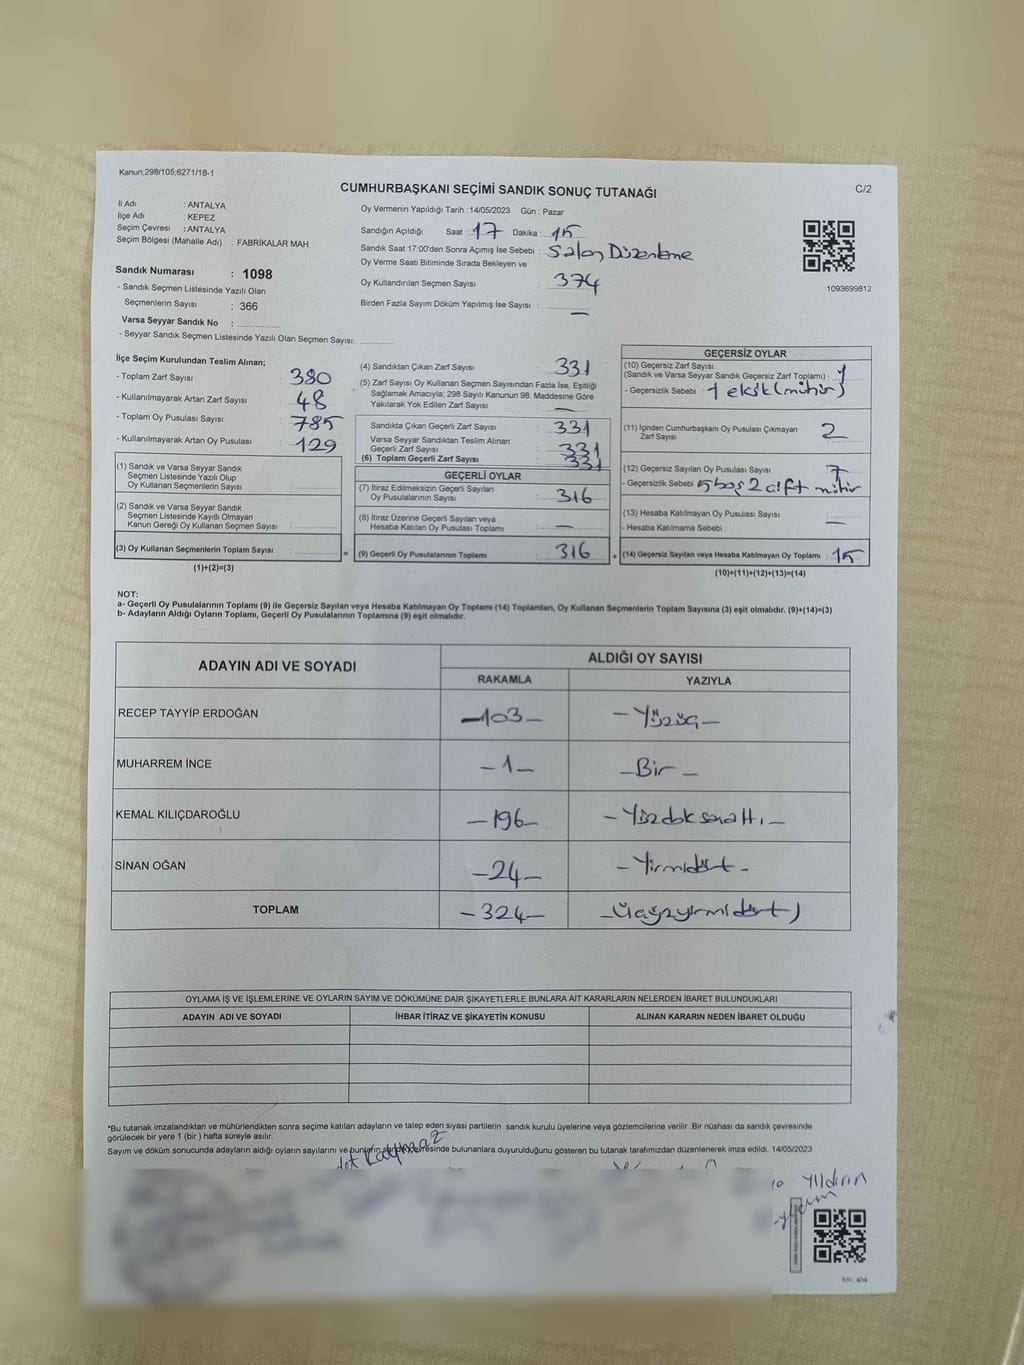 Kanun;298/105;6271/18-1
CUMHURBAŞKANI SEÇİMİ SANDIK SONUÇ TUTANAĞI
C/2
İl Adı : ANTALYA
İlçe Adı : KEPEZ
Seçim Çevresi : ANTALYA
Seçim Bölgesi (Mahalle Adı) : FABRİKALAR MAH.
Sandık Numarası : 1098
- Sandık Seçmen Listesinde Yazılı Olan
Seçmenlerin Sayısı : 366
Varsa Seyyar Sandık No :
- Seyyar Sandık Seçmen Listesinde Yazılı Olan Seçmen Sayısı:
Oy Vermenin Yapıldığı Tarih :14/05/2023 Gün : Pazar
Sandığın Açıldığı Saat : 17 Dakika : 15
Sandık Saat 17:00'den Sonra Açımış İse Sebebi : Salon Düzenleme
Oy Verme Saati Bitiminde Sırada Bekleyen ve
Oy Kullandırılan Seçmen Sayısı : 374
Birden Fazla Sayım Döküm Yapılmış İse Sayısı : —
1093699812
İlçe Seçim Kurulundan Teslim Alınan;
- Toplam Zarf Sayısı : 380
- Kullanılmayarak Artan Zarf Sayısı : 48
- Toplam Oy Pusulası Sayısı : 785
- Kullanılmayarak Artan Oy Pusulası : 129
(1) Sandık ve Varsa Seyyar Sandık
Seçmen Listesinde Yazılı Olup
Oy Kullanan Seçmenlerin Sayısı :
(2) Sandık ve Varsa Seyyar Sandık
Seçmen Listesinde Kayıtlı Olmayan
Kanun Gereği Oy Kullanan Seçmen Sayısı :
(3) Oy Kullanan Seçmenlerin Toplam Sayısı :
(1)+(2)=(3)
(4) Sandıktan Çıkan Zarf Sayısı : 331
(5) Zarf Sayısı Oy Kullanan Seçmen Sayısından Fazla İse, Eşitliği
Sağlamak Amacıyla; 298 Sayılı Kanunun 98. Maddesine Göre
Yakılarak Yok Edilen Zarf Sayısı : —
Sandıkta Çıkan Geçerli Zarf Sayısı : 331
Varsa Seyyar Sandıktan Teslim Alınan
Geçerli Zarf Sayısı : 331
(6) Toplam Geçerli Zarf Sayısı : 331
GEÇERLİ OYLAR
(7) İtiraz Edilmeksizin Geçerli Sayılan
Oy Pusulalarının Sayısı : 316
(8) İtiraz Üzerine Geçerli Sayılan veya
Hesaba Katılan Oy Pusulası Toplamı : —
= (9) Geçerli Oy Pusulalarının Toplamı : 316
GEÇERSİZ OYLAR
(10) Geçersiz Zarf Sayısı
(Sandık ve Varsa Seyyar Sandık Geçersiz Zarf Toplamı) : 1
- Geçersizlik Sebebi : 1 eksik (mühür)
(11) İçinden Cumhurbaşkanı Oy Pusulası Çıkmayan
Zarf Sayısı : 2
(12) Geçersiz Sayılan Oy Pusulası Sayısı : 7
- Geçersizlik Sebebi : 5 boş 2 çift mühür
(13) Hesaba Katılmayan Oy Pusulası Sayısı : —
- Hesaba Katılmama Sebebi :
+ (14) Geçersiz Sayılan veya Hesaba Katılmayan Oy Toplamı : 15
(10)+(11)+(12)+(13)=(14)
NOT:
a- Geçerli Oy Pusulalarının Toplamı (9) ile Geçersiz Sayılan veya Hesaba Katılmayan Oy Toplamı (14) Toplamları, Oy Kullanan Seçmenlerin Toplam Sayısına (3) eşit olmalıdır. (9)+(14)=(3)
b- Adayların Aldığı Oyların Toplamı, Geçerli Oy Pusulalarının Toplamına (9) eşit olmalıdır.
ADAYIN ADI VE SOYADI
ALDIĞI OY SAYISI
RAKAMLA YAZIYLA
RECEP TAYYİP ERDOĞAN —103— — Yüzüç —
MUHARREM İNCE —1— —Bir—
KEMAL KILIÇDAROĞLU —196— — Yüzdoksanaltı —
SİNAN OĞAN —24— — Yirmidört —
TOPLAM —324— —Üçyüzyirmidört)
OYLAMA İŞ VE İŞLEMLERİNE VE OYLARIN SAYIM VE DÖKÜMÜNE DAİR ŞİKAYETLERLE BUNLARA AİT KARARLARIN NELERDEN İBARET BULUNDUKLARI
ADAYIN ADI VE SOYADI İHBAR İTİRAZ VE ŞİKAYETİN KONUSU ALINAN KARARIN NEDEN İBARET OLDUĞU
*Bu tutanak imzalandıktan ve mühürlendikten sonra seçime katılan adayların ve talep eden siyasi partilerin sandık kurulu üyelerine veya gözlemcilerine verilir. Bir nüshası da sandık çevresinde
görülecek bir yere 1 (bir ) hafta süreyle asılır.
Sayım ve döküm sonucunda adayların aldığı oyların sayılarını ve bunların çevresinde bulunanlara duyurulduğunu gösteren bu tutanak tarafımızdan düzenlenerek imza edildi. 14/05/2023
Yıldırım